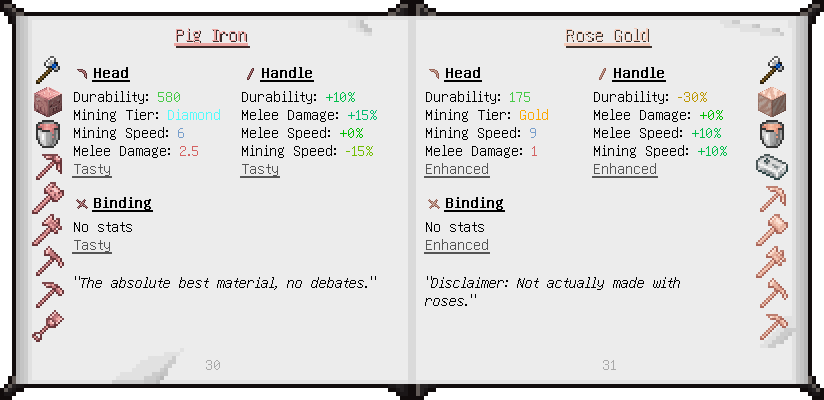 Pig Iron
Head
Durability: 580
Mining Tier: Diamond
Mining Speed: 6
Melee Damage: 2.5
Tasty
Handle
Durability: +10%
Melee Damage: +15%
Melee Speed: +0%
Mining Speed: -15%
Tasty
Binding
No stats
Tasty
"The absolute best material, no debates."
30
Rose Gold
Head
Durability: 175
Mining Tier: Gold
Mining Speed: 9
Melee Damage: 1
Enhanced
Handle
Durability: -30%
Melee Damage: +0%
Melee Speed: +10%
Mining Speed: +10%
Enhanced
Binding
No stats
Enhanced
"Disclaimer: Not actually made with
roses."
31